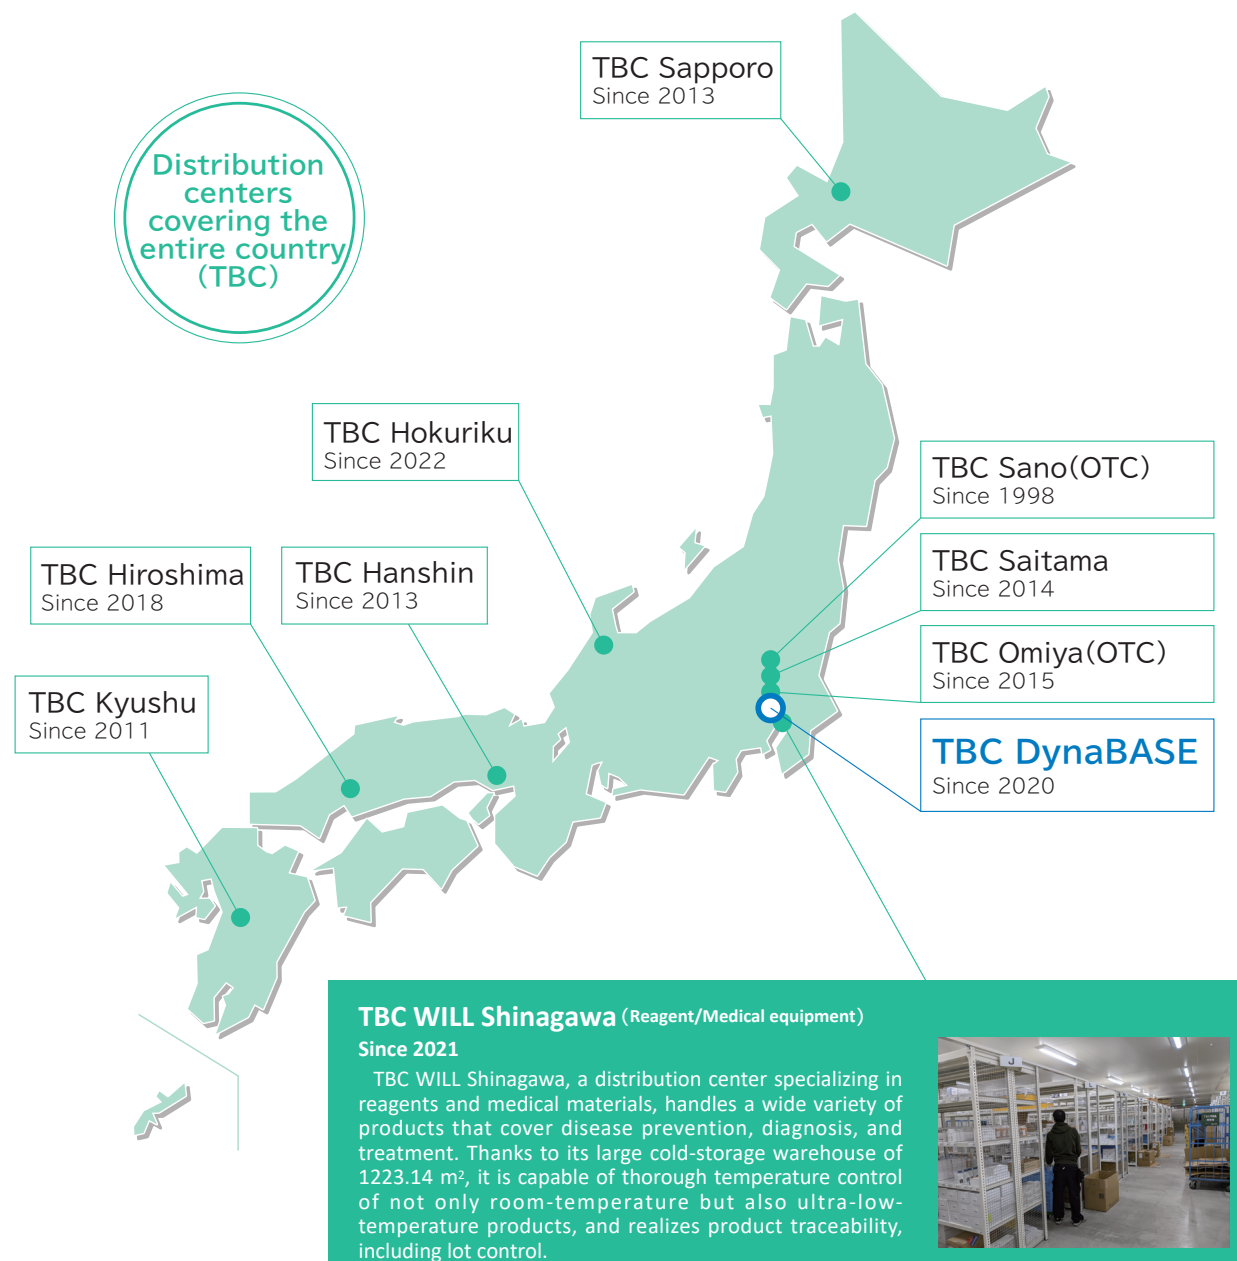 Distribution
centers
covering the
entire country
(TBC)
TBC Sapporo
Since 2013
TBC Hokuriku
Since 2022
TBC Sano(OTC)
Since 1998
TBC Saitama
Since 2014
TBC Hiroshima
Since 2018
TBC Hanshin
Since 2013
TBC Omiya(OTC)
Since 2015
TBC Kyushu
Since 2011
TBC DynaBASE
Since 2020
TBC WILL Shinagawa (Reagent/Medical equipment)
Since 2021
TBC WILL Shinagawa, a distribution center specializing in
reagents and medical materials, handles a wide variety of
products that cover disease prevention, diagnosis, and
treatment. Thanks to its large cold-storage warehouse of
1223.14 m², it is capable of thorough temperature control
of not only room-temperature but also ultra-low-
temperature products, and realizes product traceability,
including lot control.
J